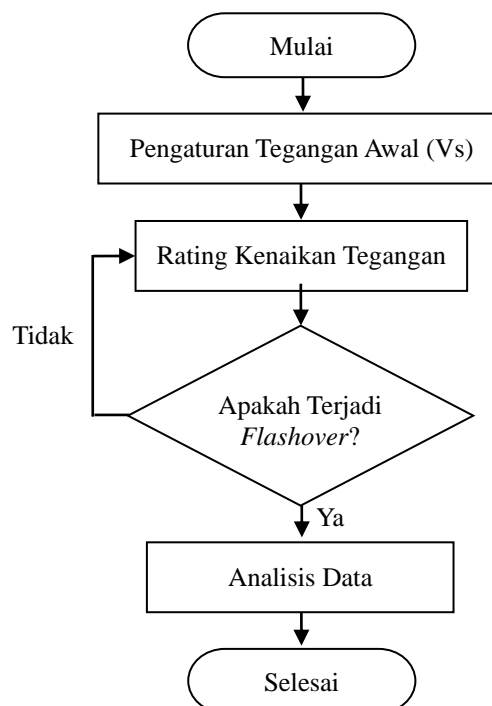 Mulai
Pengaturan Tegangan Awal (Vs)
Rating Kenaikan Tegangan
Tidak
Apakah Terjadi
Flashover?
Ya
Analisis Data
Selesai